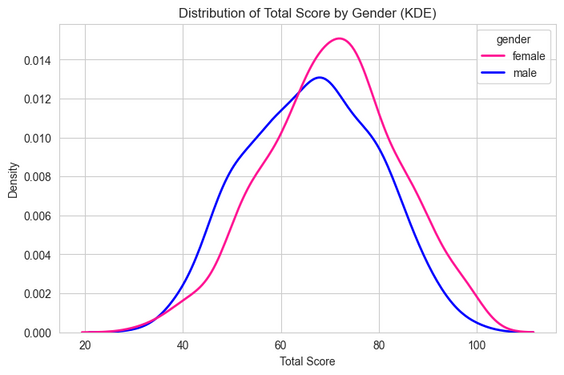 Distribution of Total Score by Gender (KDE)
gender
female
male
0.014
0.012
0.010
0.008
0.006
0.004
0.002
0.000
Density
20 40 60 80 100
Total Score